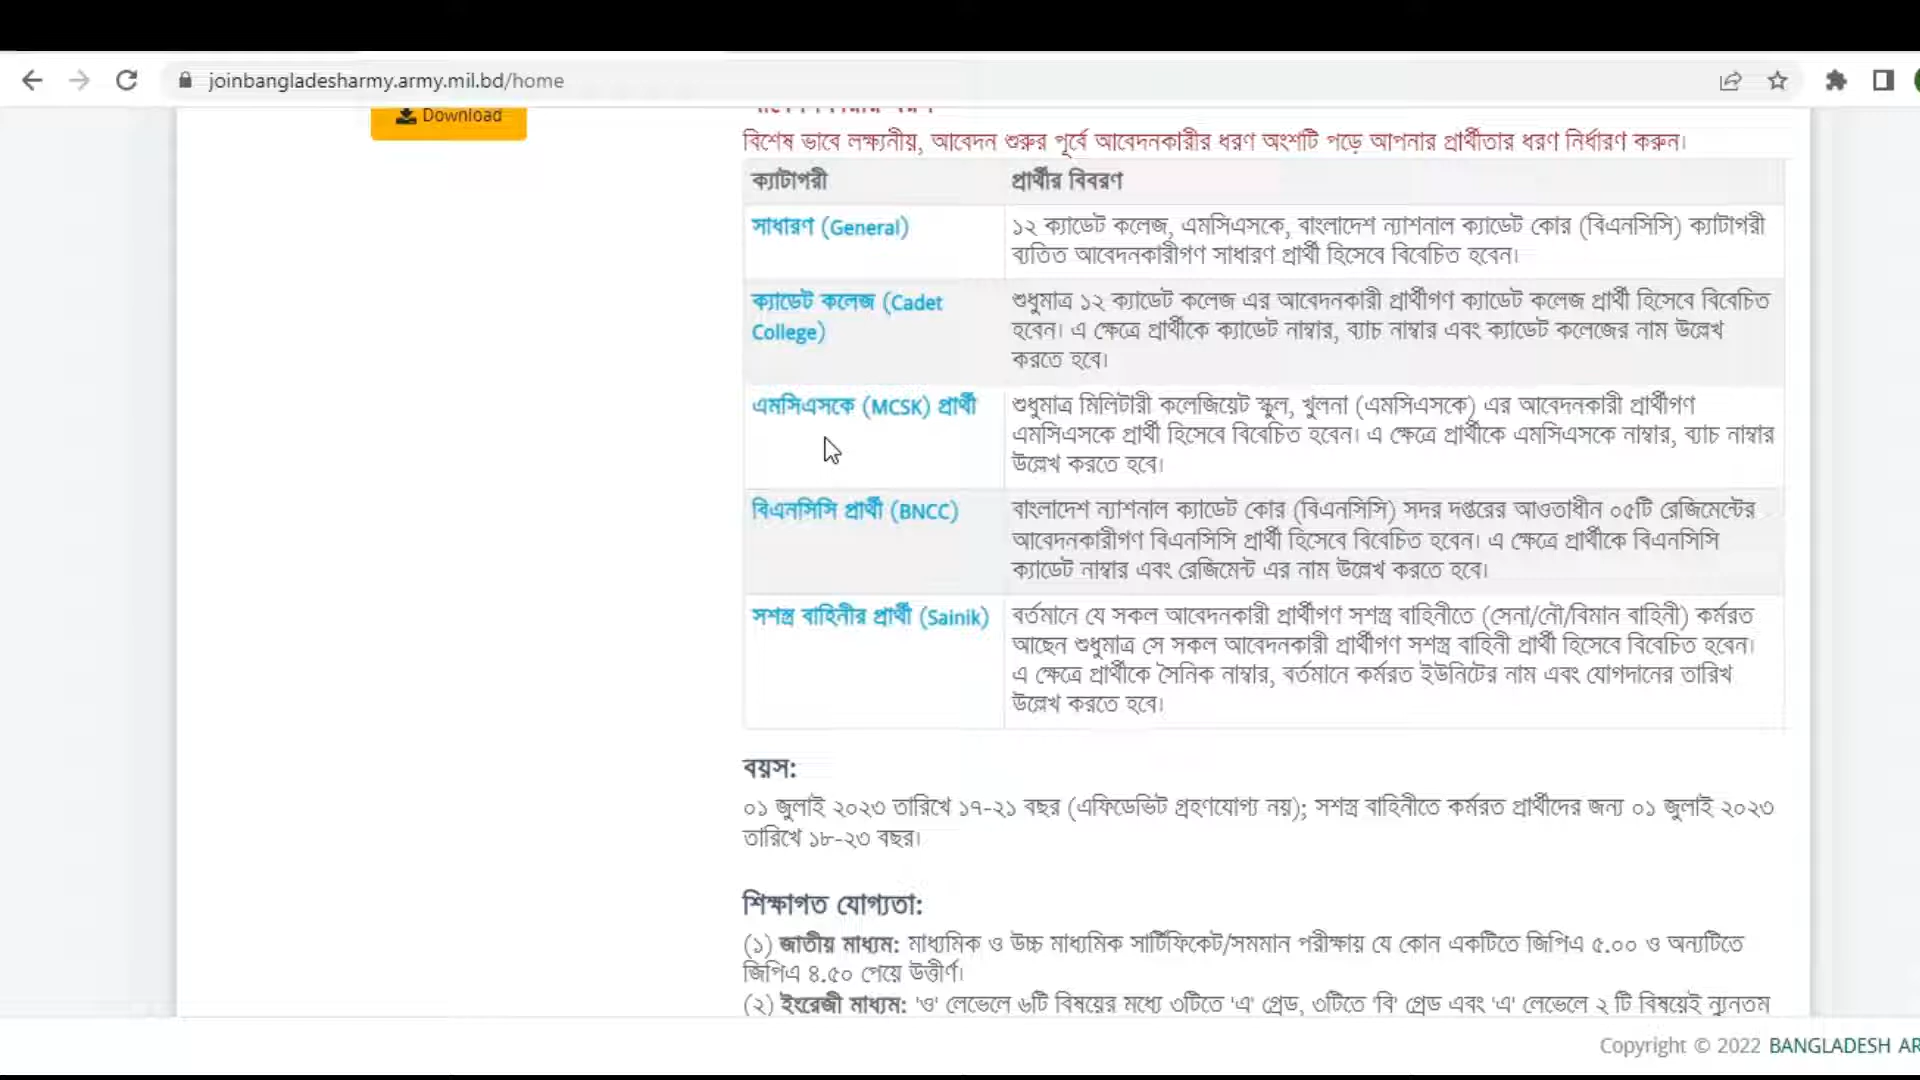 joinbangladesharmy.army.mil.bd/home
Download
বিশেষ ভাবে লক্ষ্যনীয়, আবেদন শুরুর পূর্বে আবেদনকারীর ধরণ অংশটি পড়ে আপনার প্রার্থীতার ধরণ নির্ধারণ করুন।
ক্যাটাগরী প্রার্থীর বিবরণ
সাধারণ (General)
১২ ক্যাডেট কলেজ, এমসিএসকে, বাংলাদেশ ন্যাশনাল ক্যাডেট কোর (বিএনসিসি) ক্যাটাগরী
ব্যতিত আবেদনকারীগণ সাধারণ প্রার্থী হিসেবে বিবেচিত হবেন।
ক্যাডেট কলেজ (Cadet
College)
শুধুমাত্র ১২ ক্যাডেট কলেজ এর আবেদনকারী প্রার্থীগণ ক্যাডেট কলেজ প্রার্থী হিসেবে বিবেচিত
হবেন। এ ক্ষেত্রে প্রার্থীকে ক্যাডেট নাম্বার, ব্যাচ নাম্বার এবং ক্যাডেট কলেজের নাম উল্লেখ
করতে হবে।
এমসিএসকে (MCSK) প্রার্থী
শুধুমাত্র মিলিটারী কলেজিয়েট স্কুল, খুলনা (এমসিএসকে) এর আবেদনকারী প্রার্থীগণ
এমসিএসকে প্রার্থী হিসেবে বিবেচিত হবেন। এ ক্ষেত্রে প্রার্থীকে এমসিএসকে নাম্বার, ব্যাচ নাম্বার
উল্লেখ করতে হবে।
বিএনসিসি প্রার্থী (BNCC)
বাংলাদেশ ন্যাশনাল ক্যাডেট কোর (বিএনসিসি) সদর দপ্তরের আওতাধীন ০৫টি রেজিমেন্টের
আবেদনকারীগণ বিএনসিসি প্রার্থী হিসেবে বিবেচিত হবেন। এ ক্ষেত্রে প্রার্থীকে বিএনসিসি
ক্যাডেট নাম্বার এবং রেজিমেন্ট এর নাম উল্লেখ করতে হবে।
সশস্ত্র বাহিনীর প্রার্থী (Sainik)
বর্তমানে যে সকল আবেদনকারী প্রার্থীগণ সশস্ত্র বাহিনীতে (সেনা/নৌ/বিমান বাহিনী) কর্মরত
আছেন শুধুমাত্র সে সকল আবেদনকারী প্রার্থীগণ সশস্ত্র বাহিনী প্রার্থী হিসেবে বিবেচিত হবেন।
এ ক্ষেত্রে প্রার্থীকে সৈনিক নাম্বার, বর্তমানে কর্মরত ইউনিটের নাম এবং যোগদানের তারিখ
উল্লেখ করতে হবে।
বয়স:
০১ জুলাই ২০২৩ তারিখে ১৭-২১ বছর (এফিডেভিট গ্রহণযোগ্য নয়); সশস্ত্র বাহিনীতে কর্মরত প্রার্থীদের জন্য ০১ জুলাই ২০২৩
তারিখে ১৮-২৩ বছর।
শিক্ষাগত যোগ্যতা:
(১) জাতীয় মাধ্যম: মাধ্যমিক ও উচ্চ মাধ্যমিক সার্টিফিকেট/সমমান পরীক্ষায় যে কোন একটিতে জিপিএ ৫.০০ ও অন্যটিতে
জিপিএ ৪.৫০ পেয়ে উত্তীর্ণ।
(২) ইংরেজী মাধ্যম: 'ও' লেভেলে ৬টি বিষয়ের মধ্যে ৩টিতে 'এ' গ্রেড, ৩টিতে 'বি' গ্রেড এবং 'এ' লেভেলে ২ টি বিষয়েই ন্যূনতম
Copyright © 2022 BANGLADESH AR